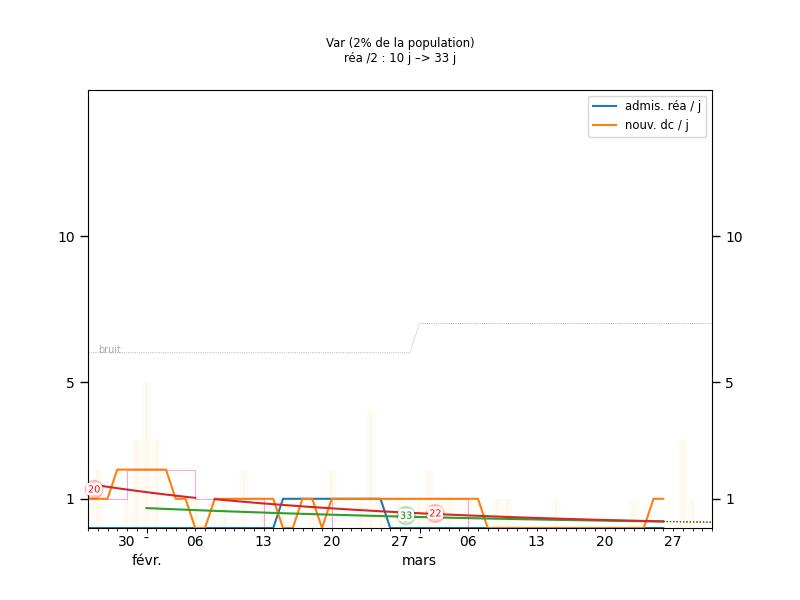 Var (2% de la population)
réa /2 : 10 j –> 33 j
admis. réa / j
nouv. dc / j
10
10
bruit
5
5
20
1
1
33
22
30
06
13
20
27
06
13
20
27
févr.
mars